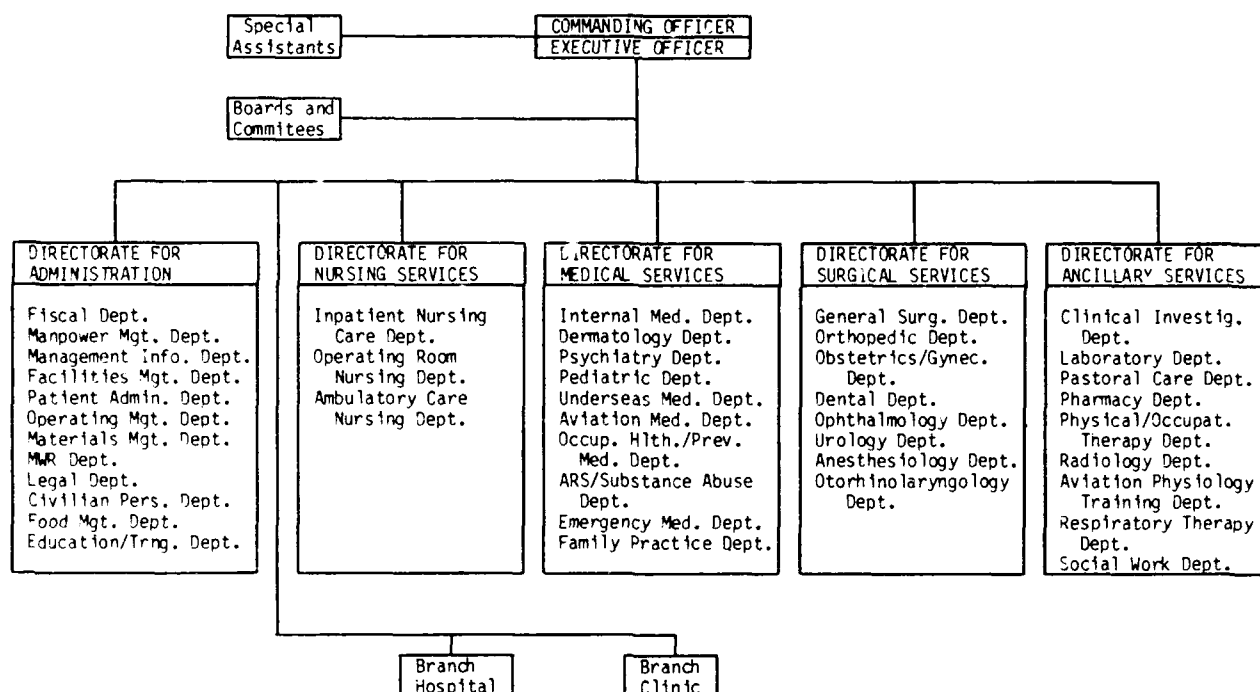 Special
Assistants
COMMANDING OFFICER
EXECUTIVE OFFICER
Boards and
Commitees
DIRECTORATE FOR
ADMINISTRATION
Fiscal Dept.
Manpower Mgt. Dept.
Management Info. Dept.
Facilities Mgt. Dept.
Patient Admin. Dept.
Operating Mgt. Dept.
Materials Mgt. Dept.
MWR Dept.
Legal Dept.
Civilian Pers. Dept.
Food Mgt. Dept.
Education/Trng. Dept.
DIRECTORATE FOR
NURSING SERVICES
Inpatient Nursing
Care Dept.
Operating Room
Nursing Dept.
Ambulatory Care
Nursing Dept.
DIRECTORATE FOR
MEDICAL SERVICES
Internal Med. Dept.
Dermatology Dept.
Psychiatry Dept.
Pediatric Dept.
Underseas Med. Dept.
Aviation Med. Dept.
Occup. Hlth./Prev.
Med. Dept.
ARS/Substance Abuse
Dept.
Emergency Med. Dept.
Family Practice Dept.
DIRECTORATE FOR
SURGICAL SERVICES
General Surg. Dept.
Orthopedic Dept.
Obstetrics/Gynec.
Dept.
Dental Dept.
Ophthalmology Dept.
Urology Dept.
Anesthesiology Dept.
Otorhinolaryngology
Dept.
DIRECTORATE FOR
ANCILLARY SERVICES
Clinical Investig.
Dept.
Laboratory Dept.
Pastoral Care Dept.
Pharmacy Dept.
Physical/Occupat.
Therapy Dept.
Radiology Dept.
Aviation Physiology
Training Dept.
Respiratory Therapy
Dept.
Social Work Dept.
Branch
Hospital
Branch
Clinic